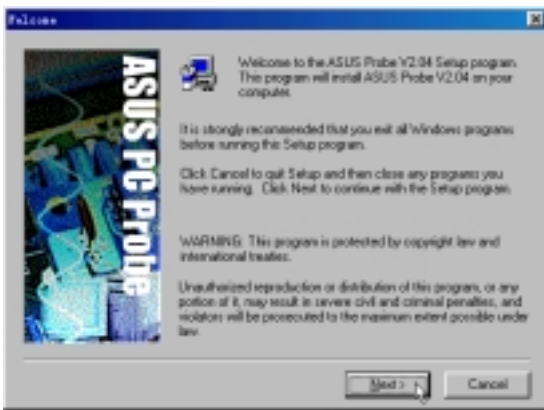 Welcome
ASUS PC Probe
Welcome to the ASUS Probe V2.04 Setup program.
This program will install ASUS Probe V2.04 on your
computer.
It is strongly recommended that you exit all Windows programs
before running this Setup program.
Click Cancel to quit Setup and then close any programs you
have running. Click Next to continue with the Setup program.
WARNING: This program is protected by copyright law and
international treaties.
Unauthorized reproduction or distribution of this program, or any
portion of it, may result in severe civil and criminal penalties, and
violators will be prosecuted to the maximum extent possible under
law.
Next >
Cancel